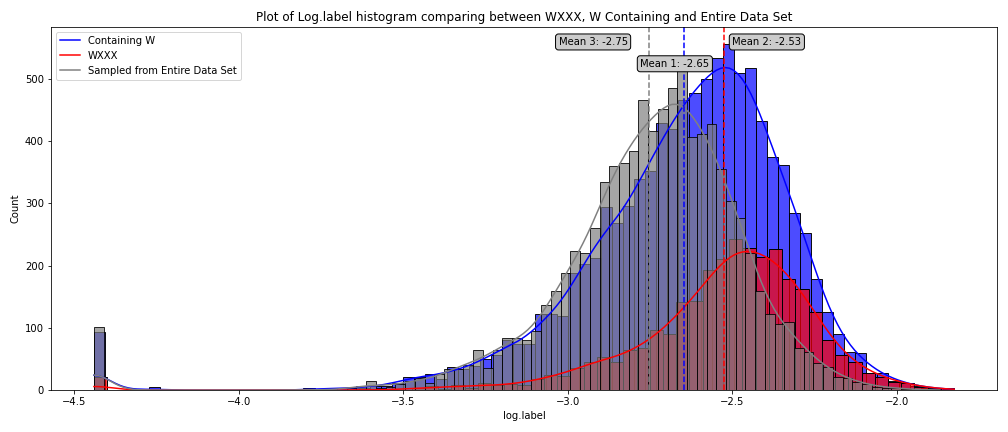 Plot of Log.label histogram comparing between WXXX, W Containing and Entire Data Set
Containing W
WXXX
Sampled from Entire Data Set
Mean 3: -2.75
Mean 2: -2.53
Mean 1: -2.65
Count
500
400
300
200
100
0
−4.5
−4.0
−3.5
−3.0
−2.5
−2.0
log.label